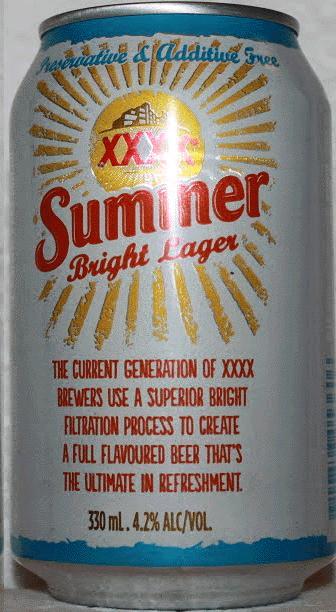 Preservative & Additive Free
XXXX
Summer
Bright Lager
THE CURRENT GENERATION OF XXXX
BREWERS USE A SUPERIOR BRIGHT
FILTRATION PROCESS TO CREATE
A FULL FLAVOURED BEER THAT'S
THE ULTIMATE IN REFRESHMENT.
330 mL . 4.2% ALC/VOL.